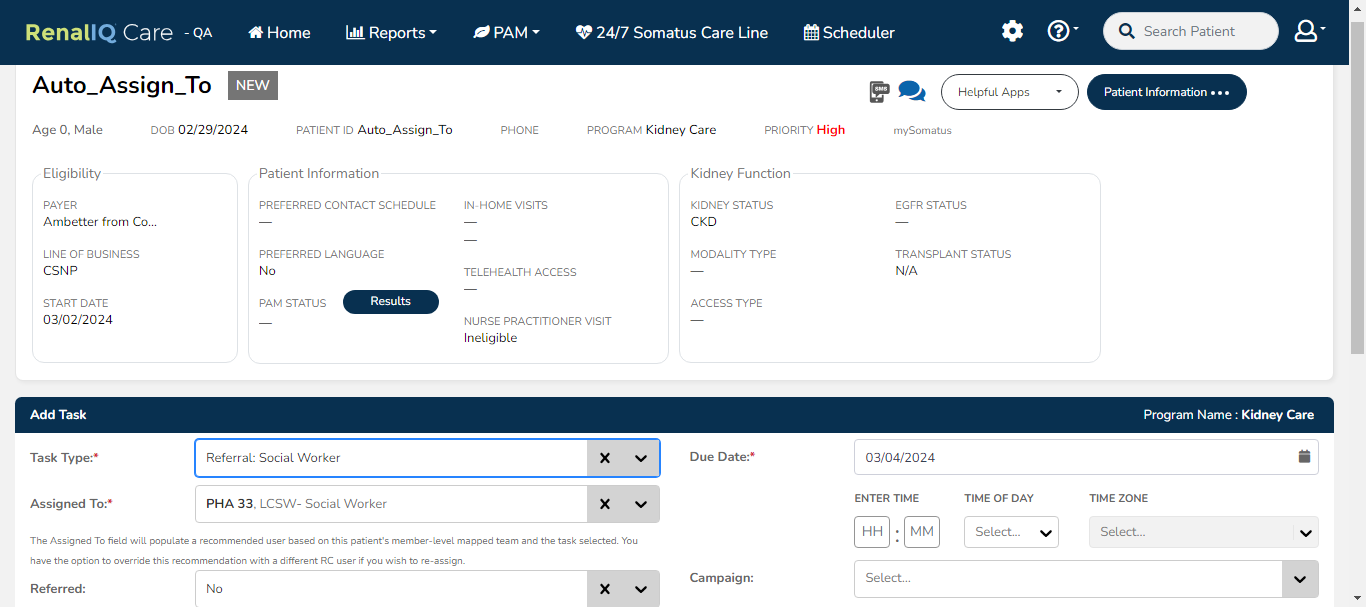 RenalIQ Care - QA Home Reports PAM 24/7 Somatus Care Line Scheduler Search Patient
Auto_Assign_To NEW SMS Helpful Apps Patient Information
Age 0, Male DOB 02/29/2024 PATIENT ID Auto_Assign_To PHONE PROGRAM Kidney Care PRIORITY High mySomatus
Eligibility
PAYER
Ambetter from Co...
LINE OF BUSINESS
CSNP
START DATE
03/02/2024
Patient Information
PREFERRED CONTACT SCHEDULE
—
PREFERRED LANGUAGE
No
PAM STATUS Results
—
IN-HOME VISITS
—
—
TELEHEALTH ACCESS
—
NURSE PRACTITIONER VISIT
Ineligible
Kidney Function
KIDNEY STATUS
CKD
MODALITY TYPE
—
ACCESS TYPE
—
EGFR STATUS
—
TRANSPLANT STATUS
N/A
Add Task Program Name : Kidney Care
Task Type:* Referral: Social Worker
Assigned To:* PHA 33, LCSW- Social Worker
The Assigned To field will populate a recommended user based on this patient's member-level mapped team and the task selected. You
have the option to override this recommendation with a different RC user if you wish to re-assign.
Referred: No
Due Date:* 03/04/2024
ENTER TIME TIME OF DAY TIME ZONE
HH : MM Select... Select...
Campaign: Select...